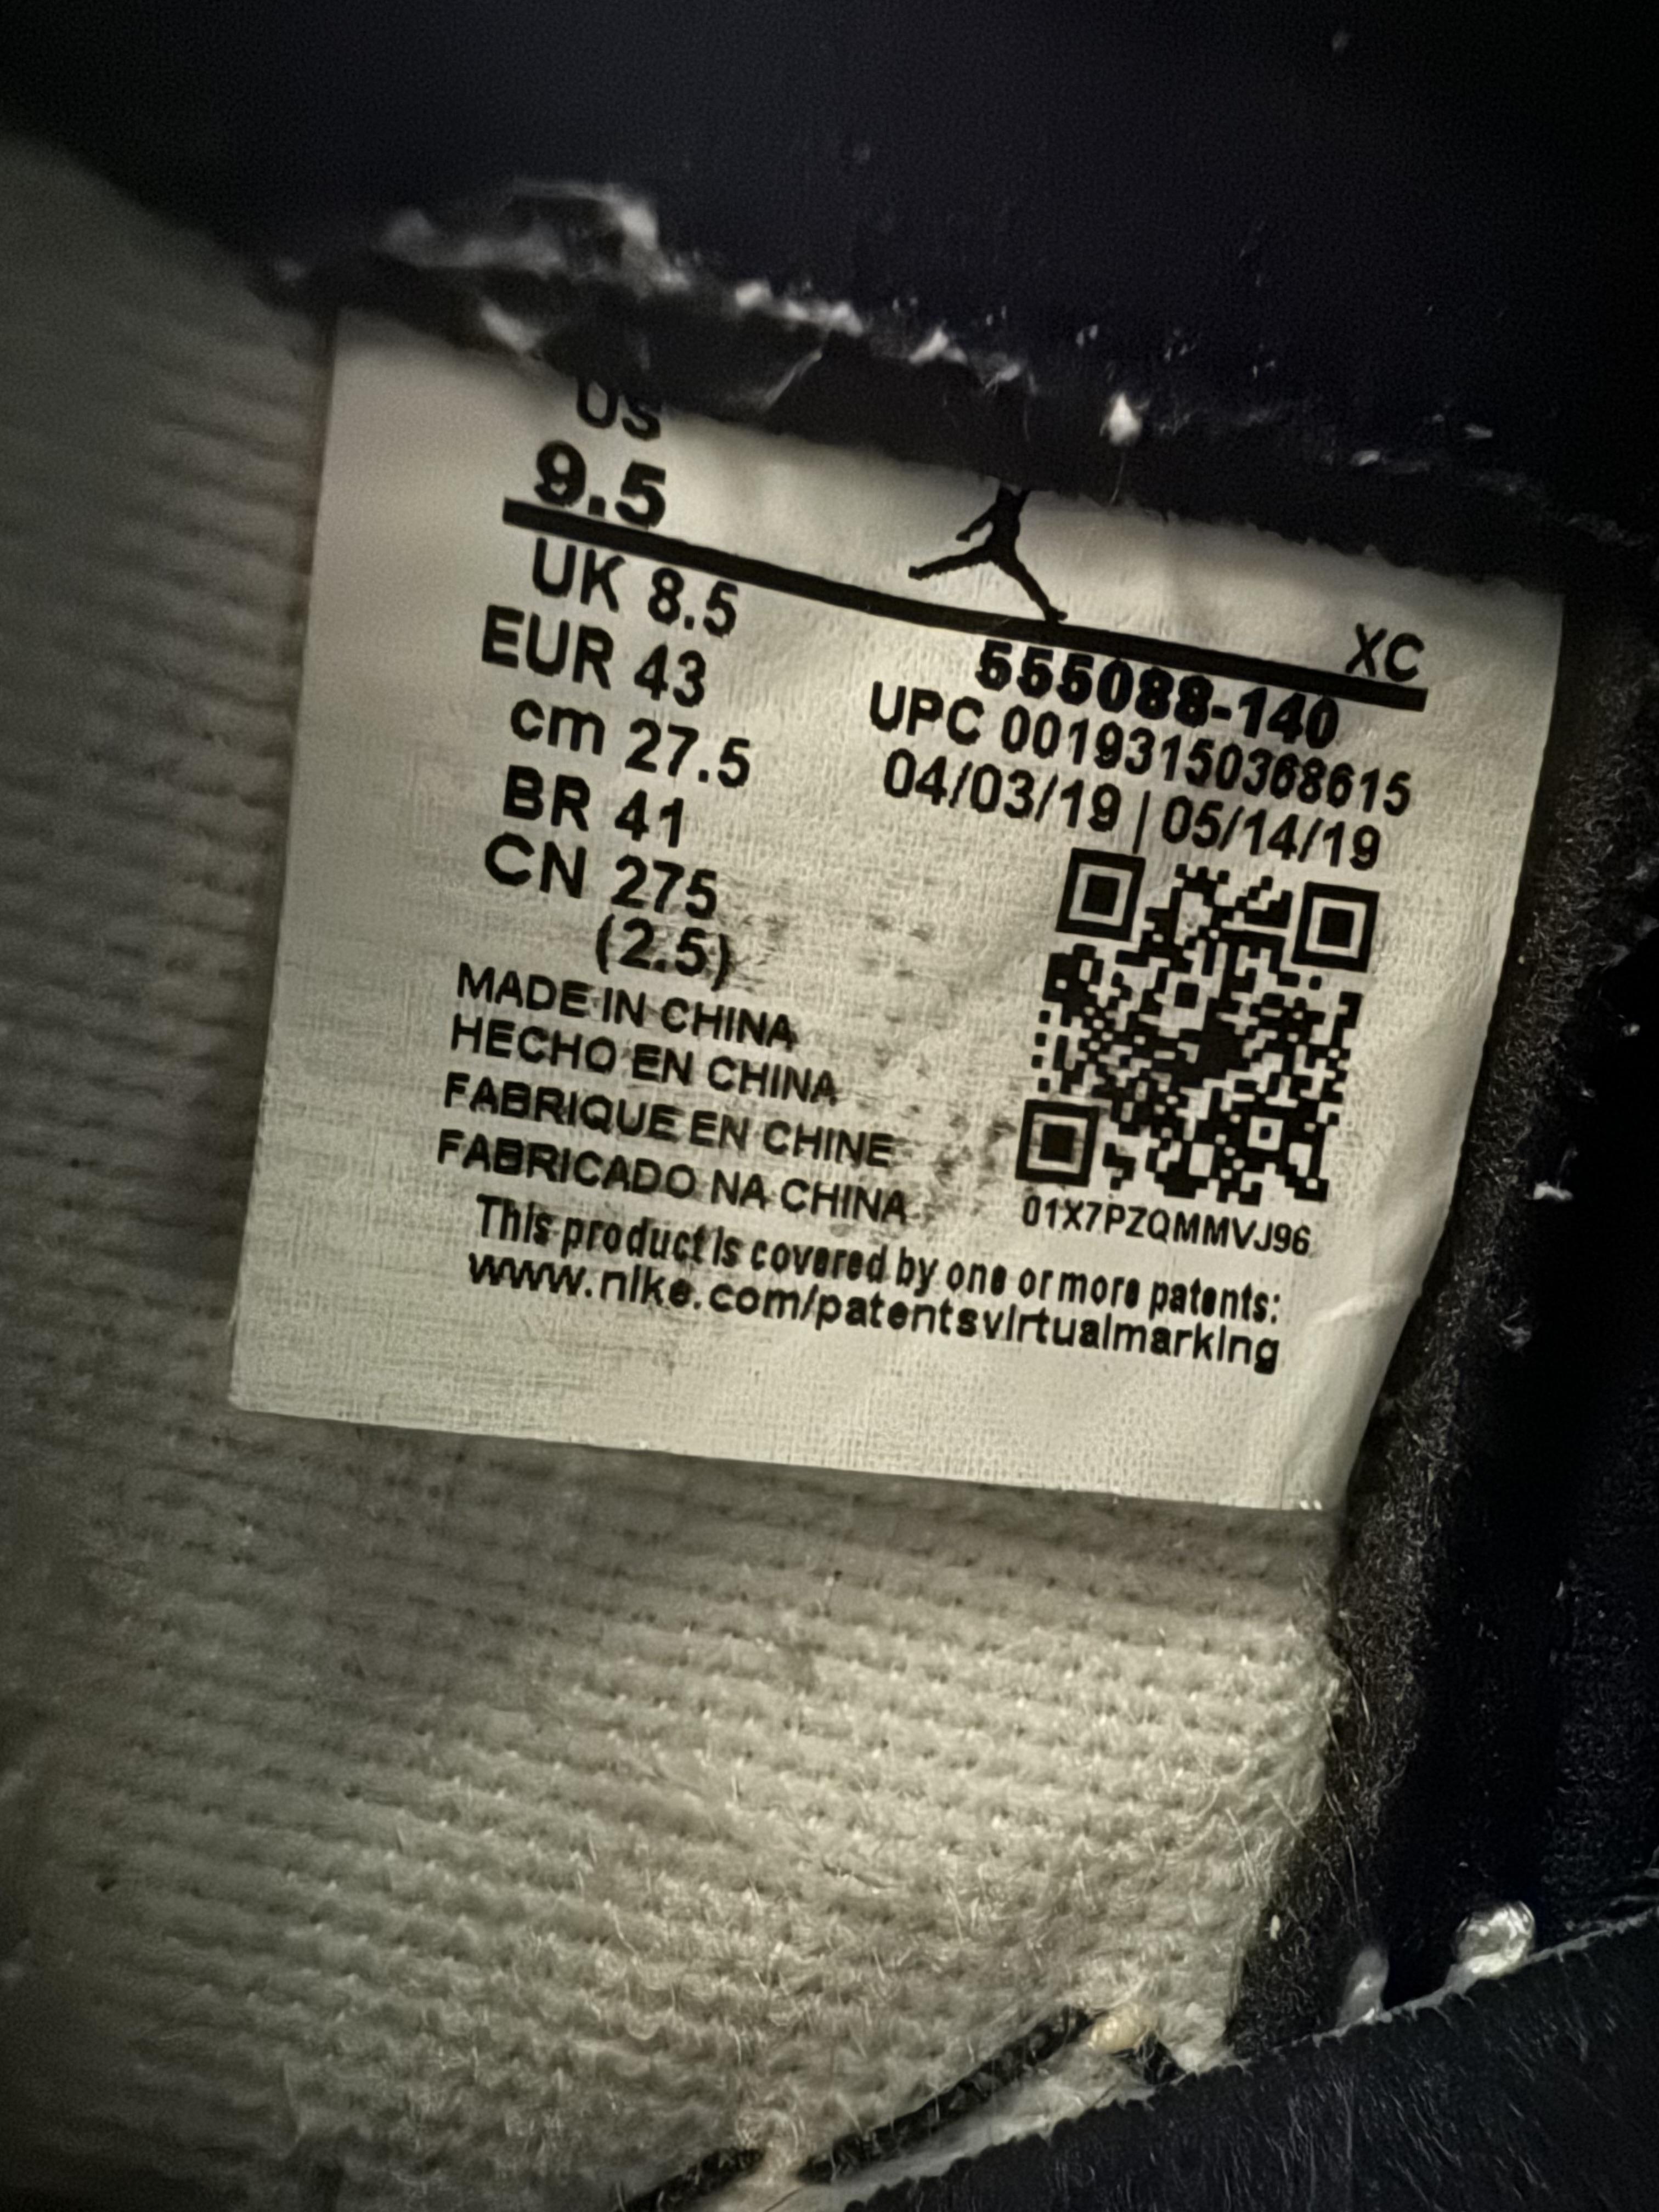 US
9.5
UK 8.5
EUR 43
cm 27.5
BR 41
CN 275
(2.5)
MADE IN CHINA
HECHO EN CHINA
FABRIQUE EN CHINE
FABRICADO NA CHINA
XC
555088-140
UPC 00193150368615
04/03/19 | 05/14/19
01X7PZQMMVJ96
This product is covered by one or more patents:
www.nike.com/patentsvirtualmarking